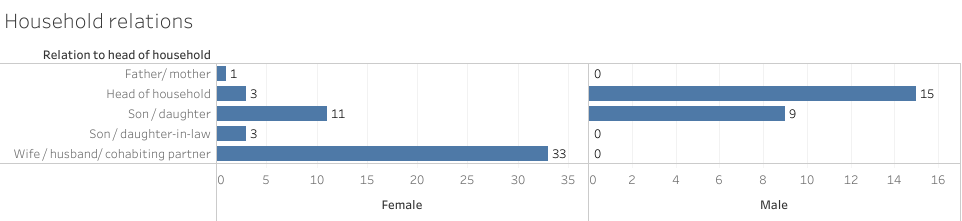 Household relations
Relation to head of household
Father/ mother 1 0
Head of household 3 15
Son / daughter 11 9
Son / daughter-in-law 3 0
Wife / husband/ cohabiting partner 33 0
0 5 10 15 20 25 30 35 0 2 4 6 8 10 12 14 16
Female Male